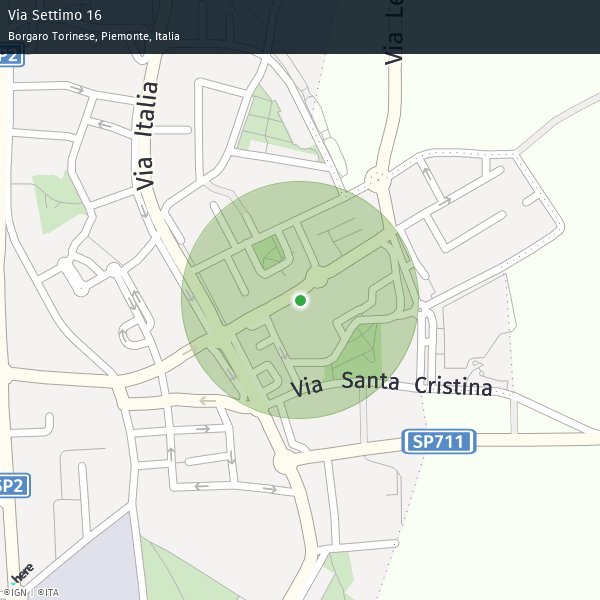 Via Settimo 16
Borgaro Torinese, Piemonte, Italia
P2
Via Le
Via Italia
Via Santa Cristina
SP711
SP2
here
©IGN | ©ITA